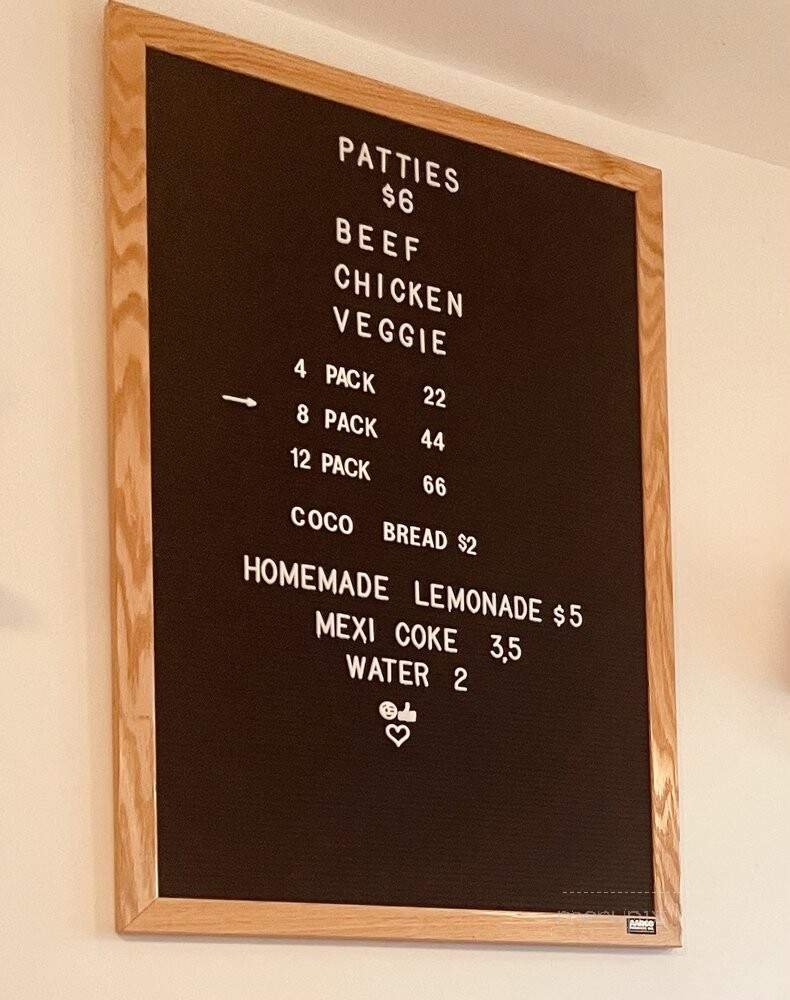 PATTIES
$6
BEEF
CHICKEN
VEGGIE
4 PACK 22
8 PACK 44
12 PACK 66
COCO BREAD $2
HOMEMADE LEMONADE $5
MEXI COKE 3,5
WATER 2
AARCO